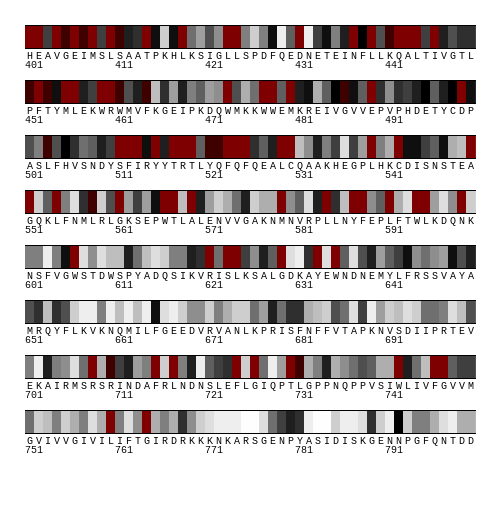 HEAVGEIMSLSAATPKHLKSIGLLSPDFQEDNETEINFLLKQALTIVGTL
401 411 421 431 441
PFTYMLEKWRWMVFKGEIPKDQWMKKWWEMKREIVGVVEPVPHDETYCDP
451 461 471 481 491
ASLFHVSNDYSFIRYYTRTLYQFQFQEALCQAAKHEGPLHKCDISNSTEA
501 511 521 531 541
GQKLFNMLRLGKSEPWTLALENVVGAKNMNVRPLLNYFEPLFTWLKDQNK
551 561 571 581 591
NSFVGWSTDWSPYADQSIKVRISLKSALGDKAYEWNDNEMYLFRSSVAYA
601 611 621 631 641
MRQYFLKVKNQMILFGEEDVRVANLKPRISFNFFVTAPKNVSDIIPRTEV
651 661 671 681 691
EKAIRMSRSRINDAFRLNDNSLEFLGIQPTLGPPNQPPVSIWLIVFGVVM
701 711 721 731 741
GVIVVGIVILIFTGIRDRKKKNKARSGENPYASIDISKGENNPGFQNTDD
751 761 771 781 791